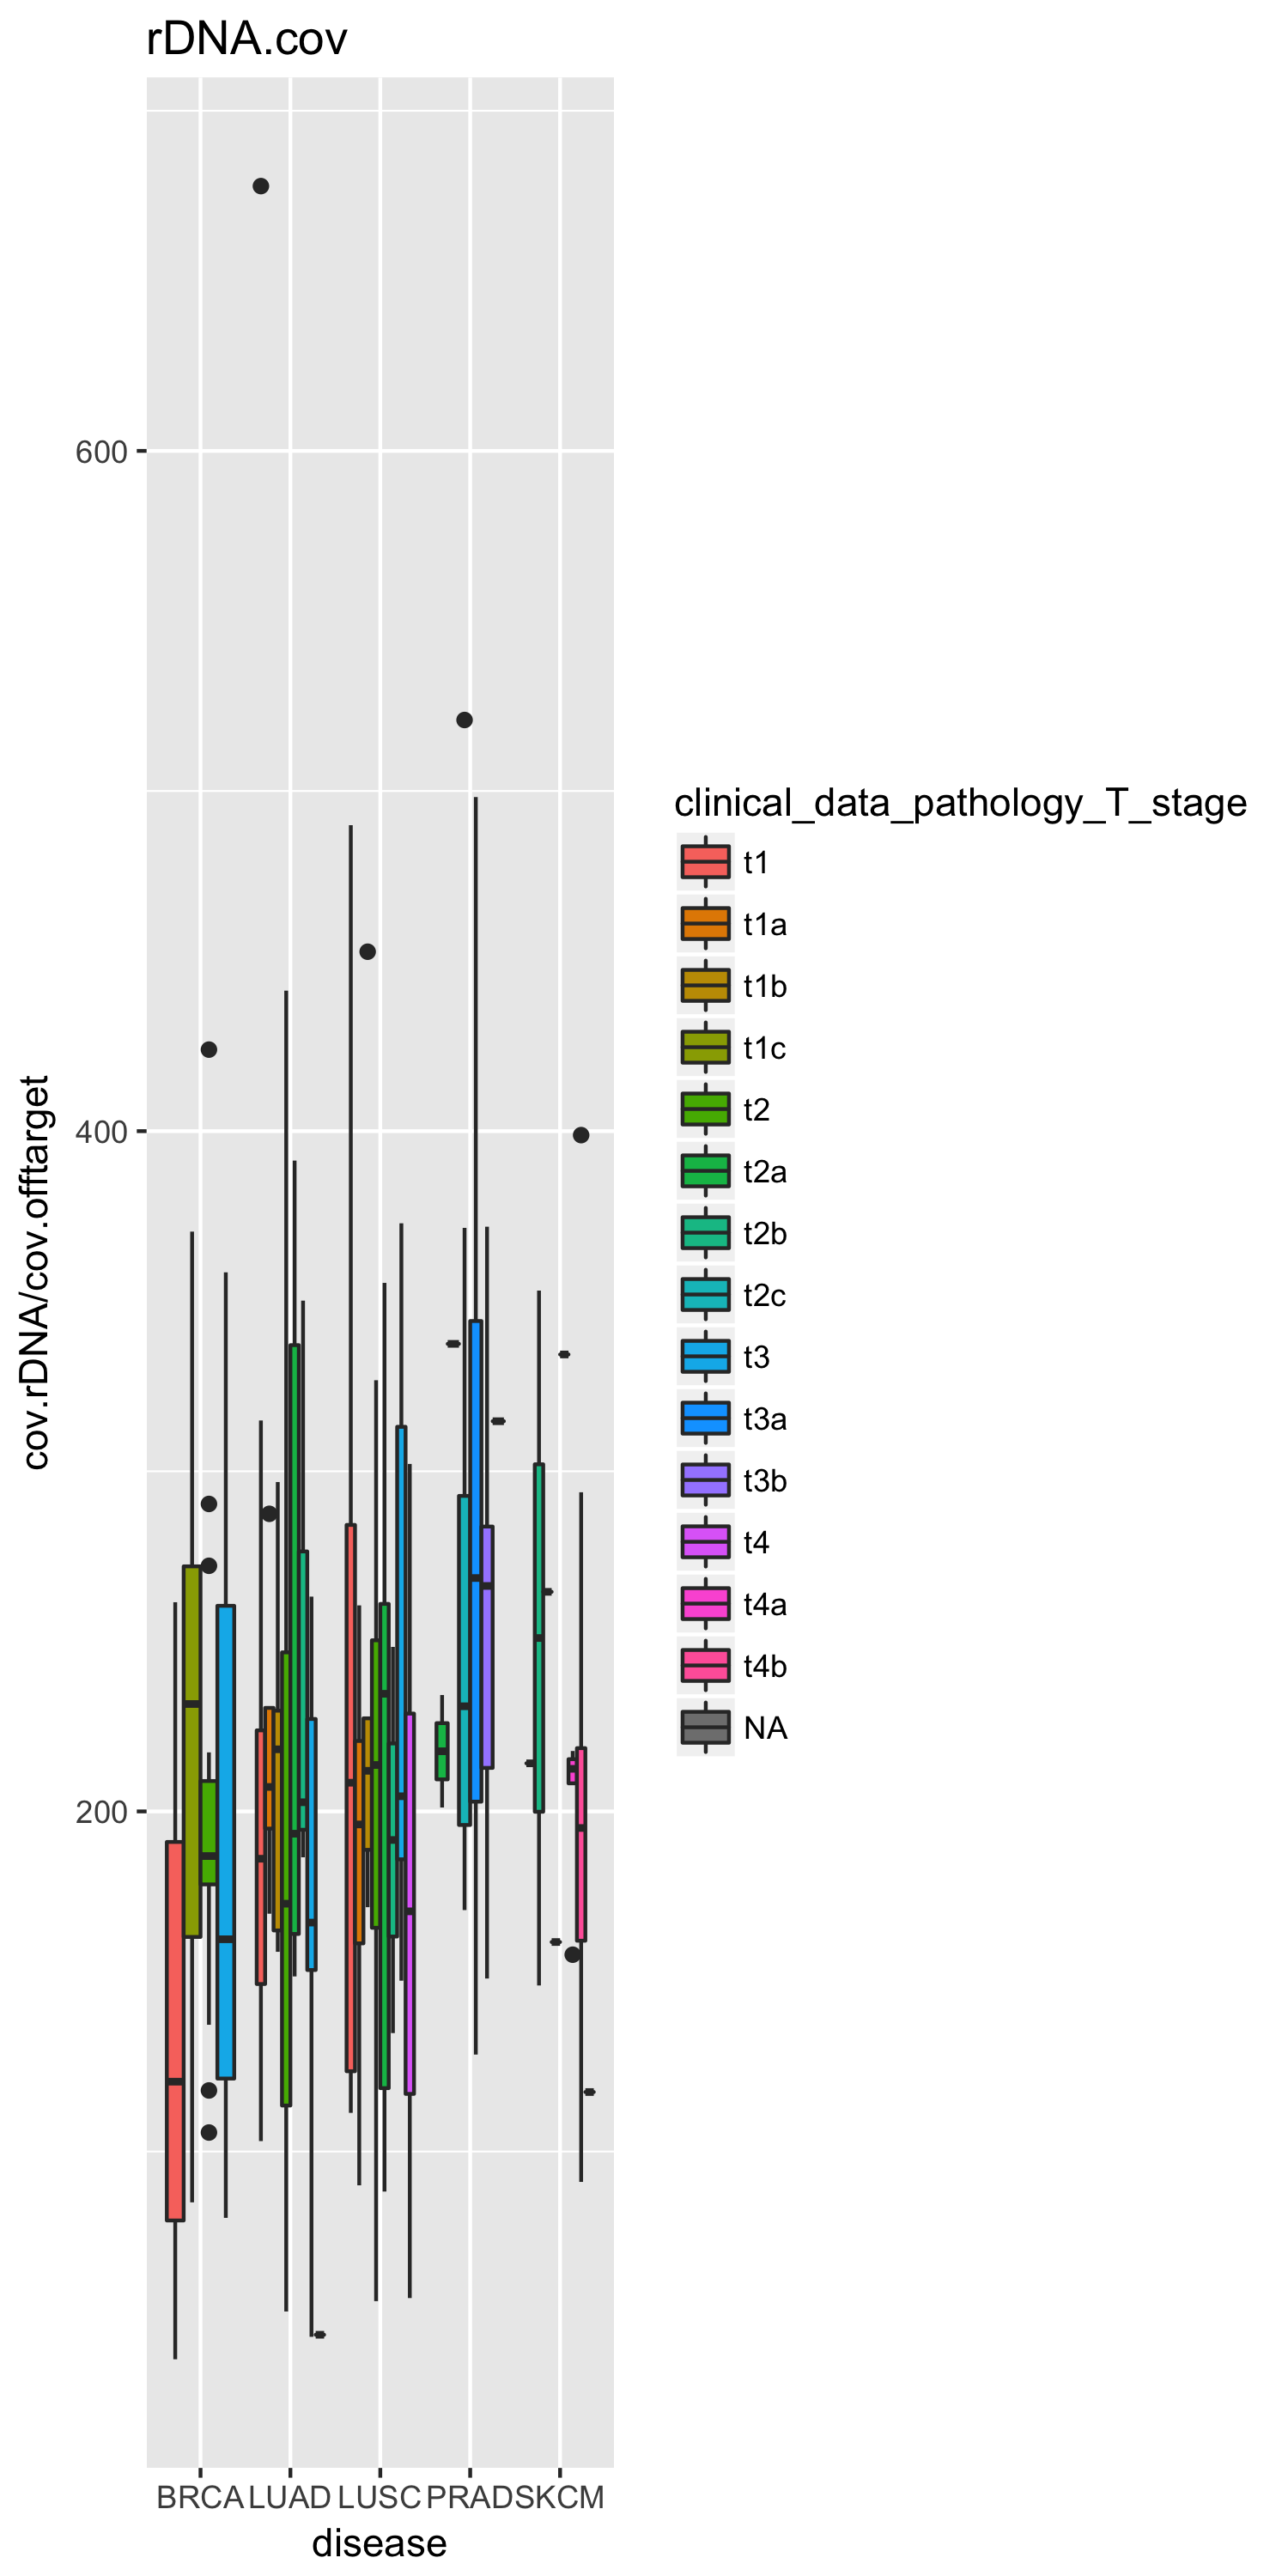 rDNA.cov
600
400
200
cov.rDNA/cov.offtarget
BRCA LUAD LUSC PRAD SKCM
disease
clinical_data_pathology_T_stage
t1
t1a
t1b
t1c
t2
t2a
t2b
t2c
t3
t3a
t3b
t4
t4a
t4b
NA